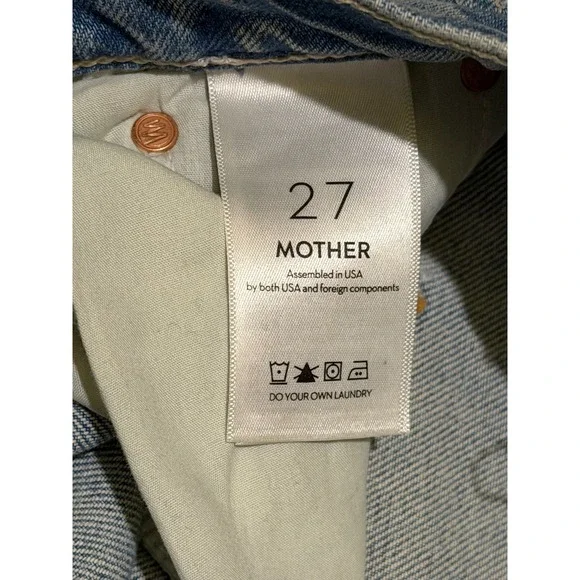 27
MOTHER
Assembled in USA
by both USA and foreign components
DO YOUR OWN LAUNDRY